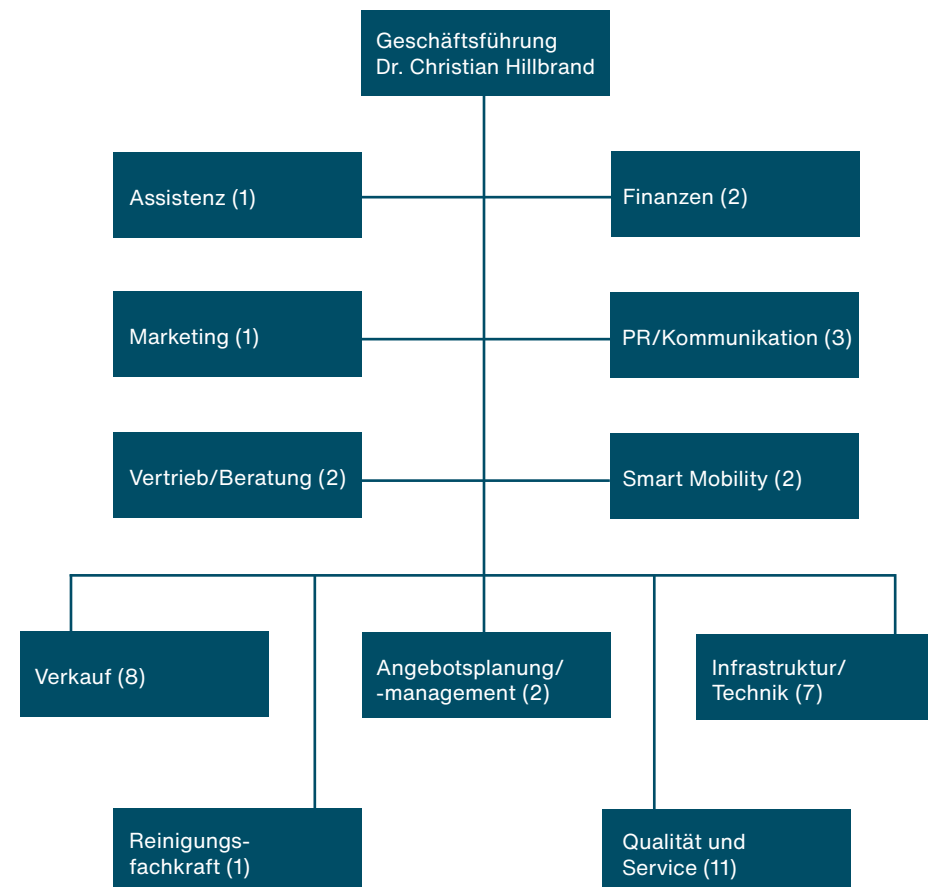 Geschäftsführung
Dr. Christian Hillbrand
Assistenz (1)
Finanzen (2)
Marketing (1)
PR/Kommunikation (3)
Vertrieb/Beratung (2)
Smart Mobility (2)
Verkauf (8)
Angebotsplanung/
-management (2)
Infrastruktur/
Technik (7)
Reinigungs-
fachkraft (1)
Qualität und
Service (11)